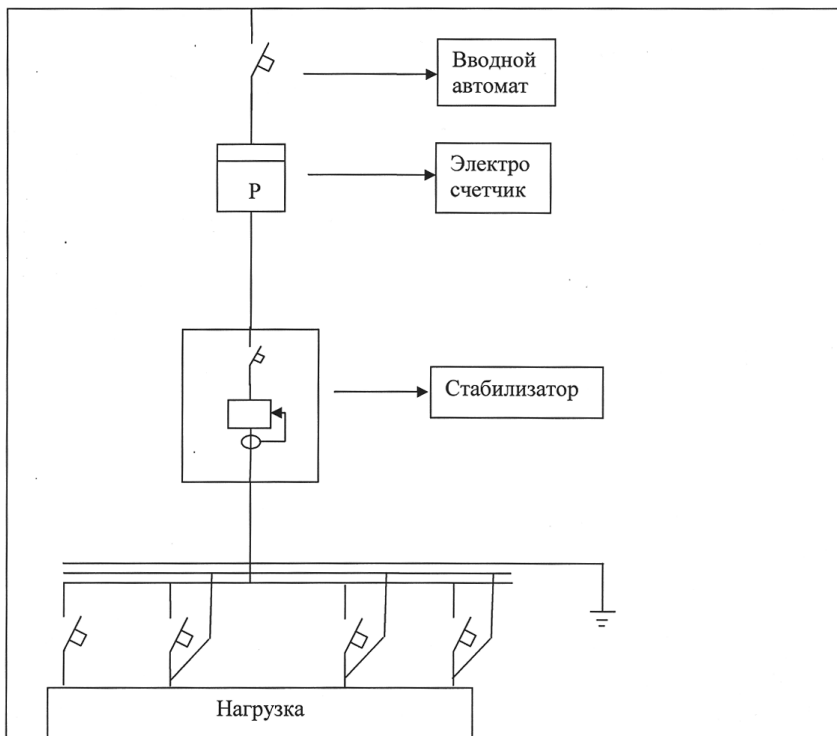 Вводной
автомат
Электро
счетчик
P
Стабилизатор
Нагрузка